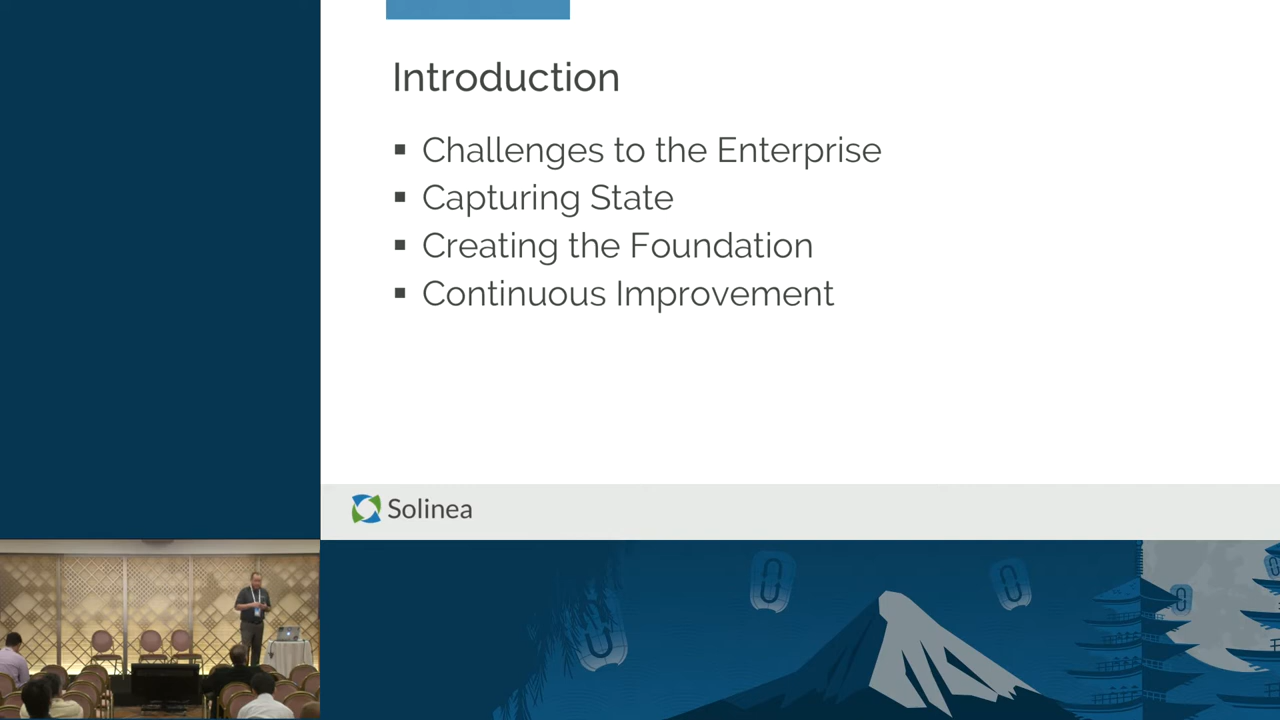 Introduction
▪ Challenges to the Enterprise
▪ Capturing State
▪ Creating the Foundation
▪ Continuous Improvement
Solinea